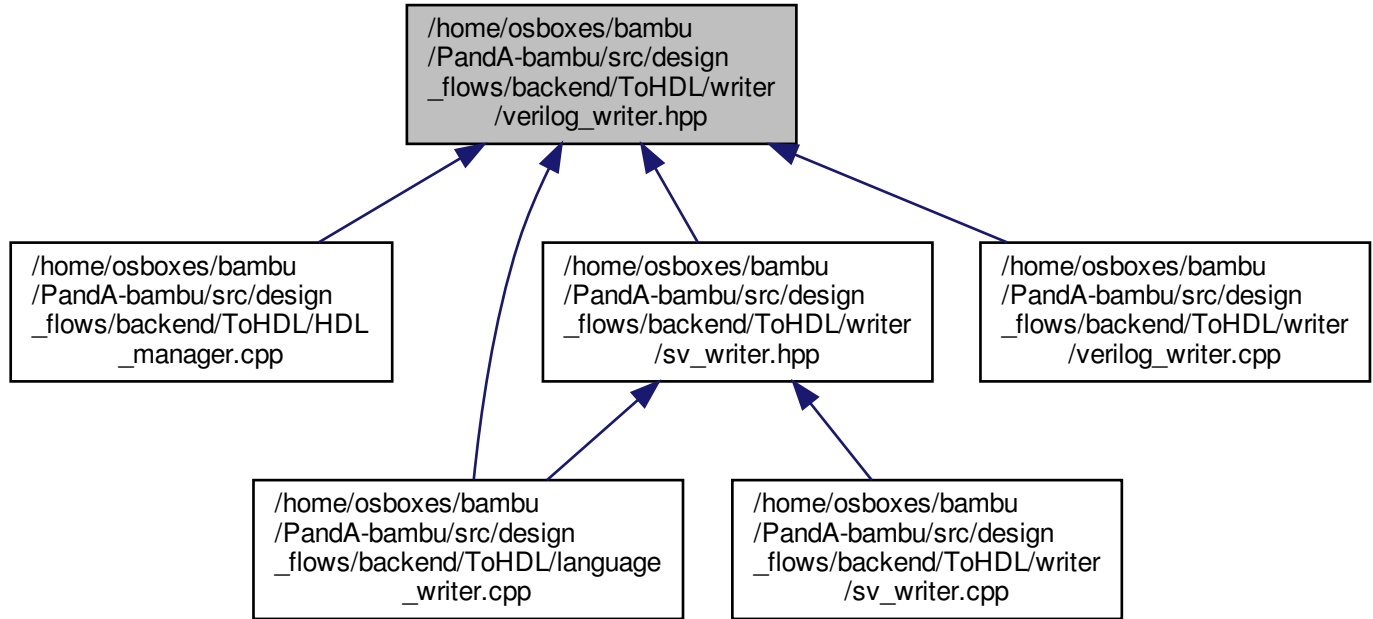 /home/osboxes/bambu
/PandA-bambu/src/design
_flows/backend/ToHDL/writer
/verilog_writer.hpp
/home/osboxes/bambu
/PandA-bambu/src/design
_flows/backend/ToHDL/HDL
_manager.cpp
/home/osboxes/bambu
/PandA-bambu/src/design
_flows/backend/ToHDL/writer
/sv_writer.hpp
/home/osboxes/bambu
/PandA-bambu/src/design
_flows/backend/ToHDL/writer
/verilog_writer.cpp
/home/osboxes/bambu
/PandA-bambu/src/design
_flows/backend/ToHDL/language
_writer.cpp
/home/osboxes/bambu
/PandA-bambu/src/design
_flows/backend/ToHDL/writer
/sv_writer.cpp